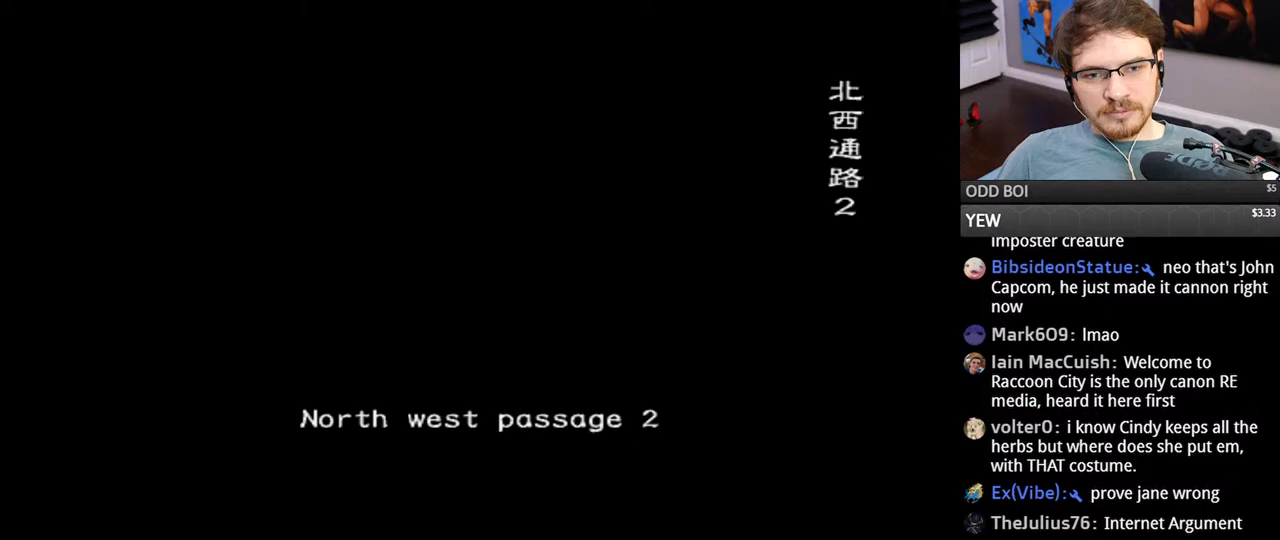 北西通路2
North west passage 2
ODD BOI
$5
YEW
$3.33
Imposter creature
BibsideonStatue: neo that's John
Capcom, he just made it cannon right
now
Mark609: lmao
Iain MacCuish: Welcome to
Raccoon City is the only canon RE
media, heard it here first
volter0: i know Cindy keeps all the
herbs but where does she put em,
with THAT costume.
Ex(Vibe): prove jane wrong
TheJulius76: Internet Argument